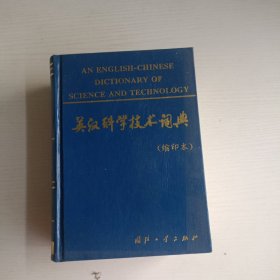 AN ENGLISH-CHINESE
DICTIONARY OF
SCIENCE AND TECHNOLOGY
英汉科学技术词典
(缩印本)
国防工业出版社